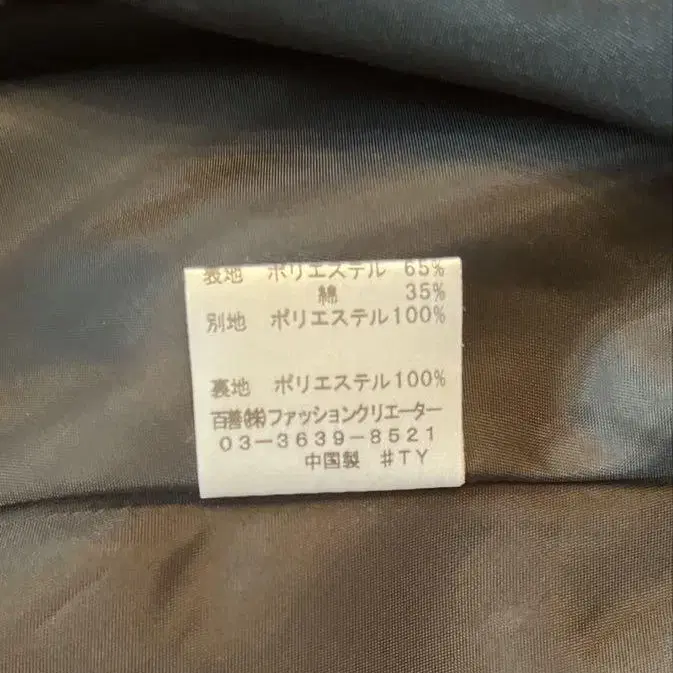 表地 ポリエステル 65%
綿 35%
別地 ポリエステル100%
裏地 ポリエステル100%
百善㈱ファッションクリエーター
03-3639-8521
中国製 #TY